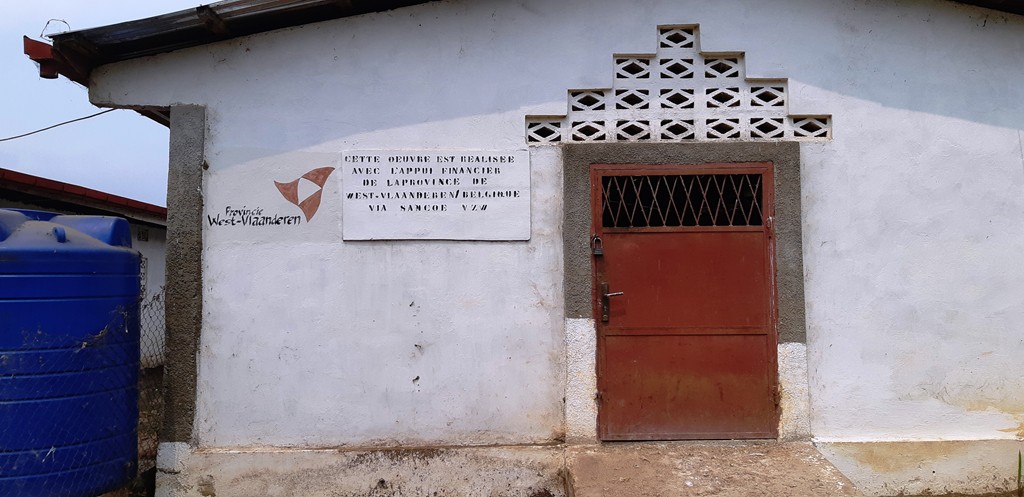 Provincie
West-Vlaanderen
CETTE OEUVRE EST REALISEE
AVEC L'APPUI FINANCIER
DE LAPROVINCE DE
WEST-VLAANDEREN/BELGIQUE
VIA SAMCOE VZW